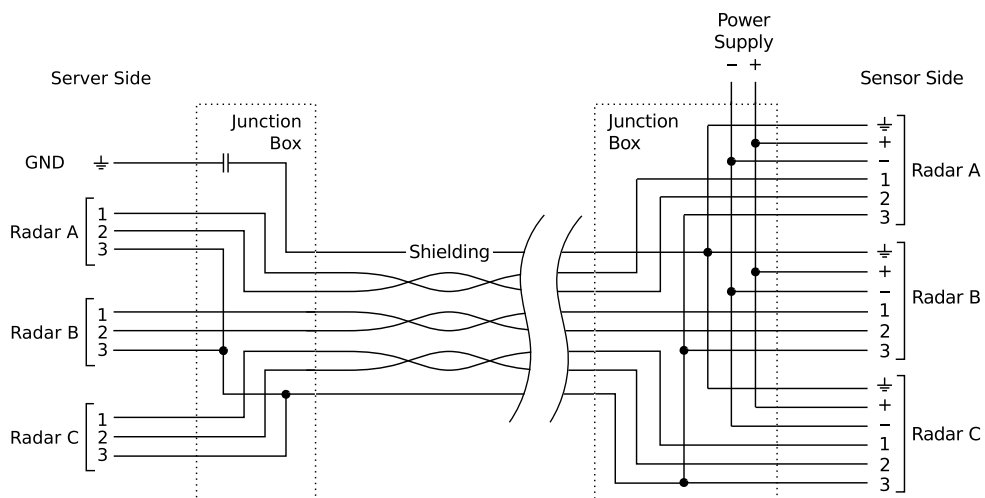 Power
Supply
− +
Server Side
Sensor Side
Junction
Box
Junction
Box
GND
Shielding
Radar A
1
2
3
Radar B
1
2
3
Radar C
1
2
3
+
−
1
2
3
Radar A
+
−
1
2
3
Radar B
+
−
1
2
3
Radar C